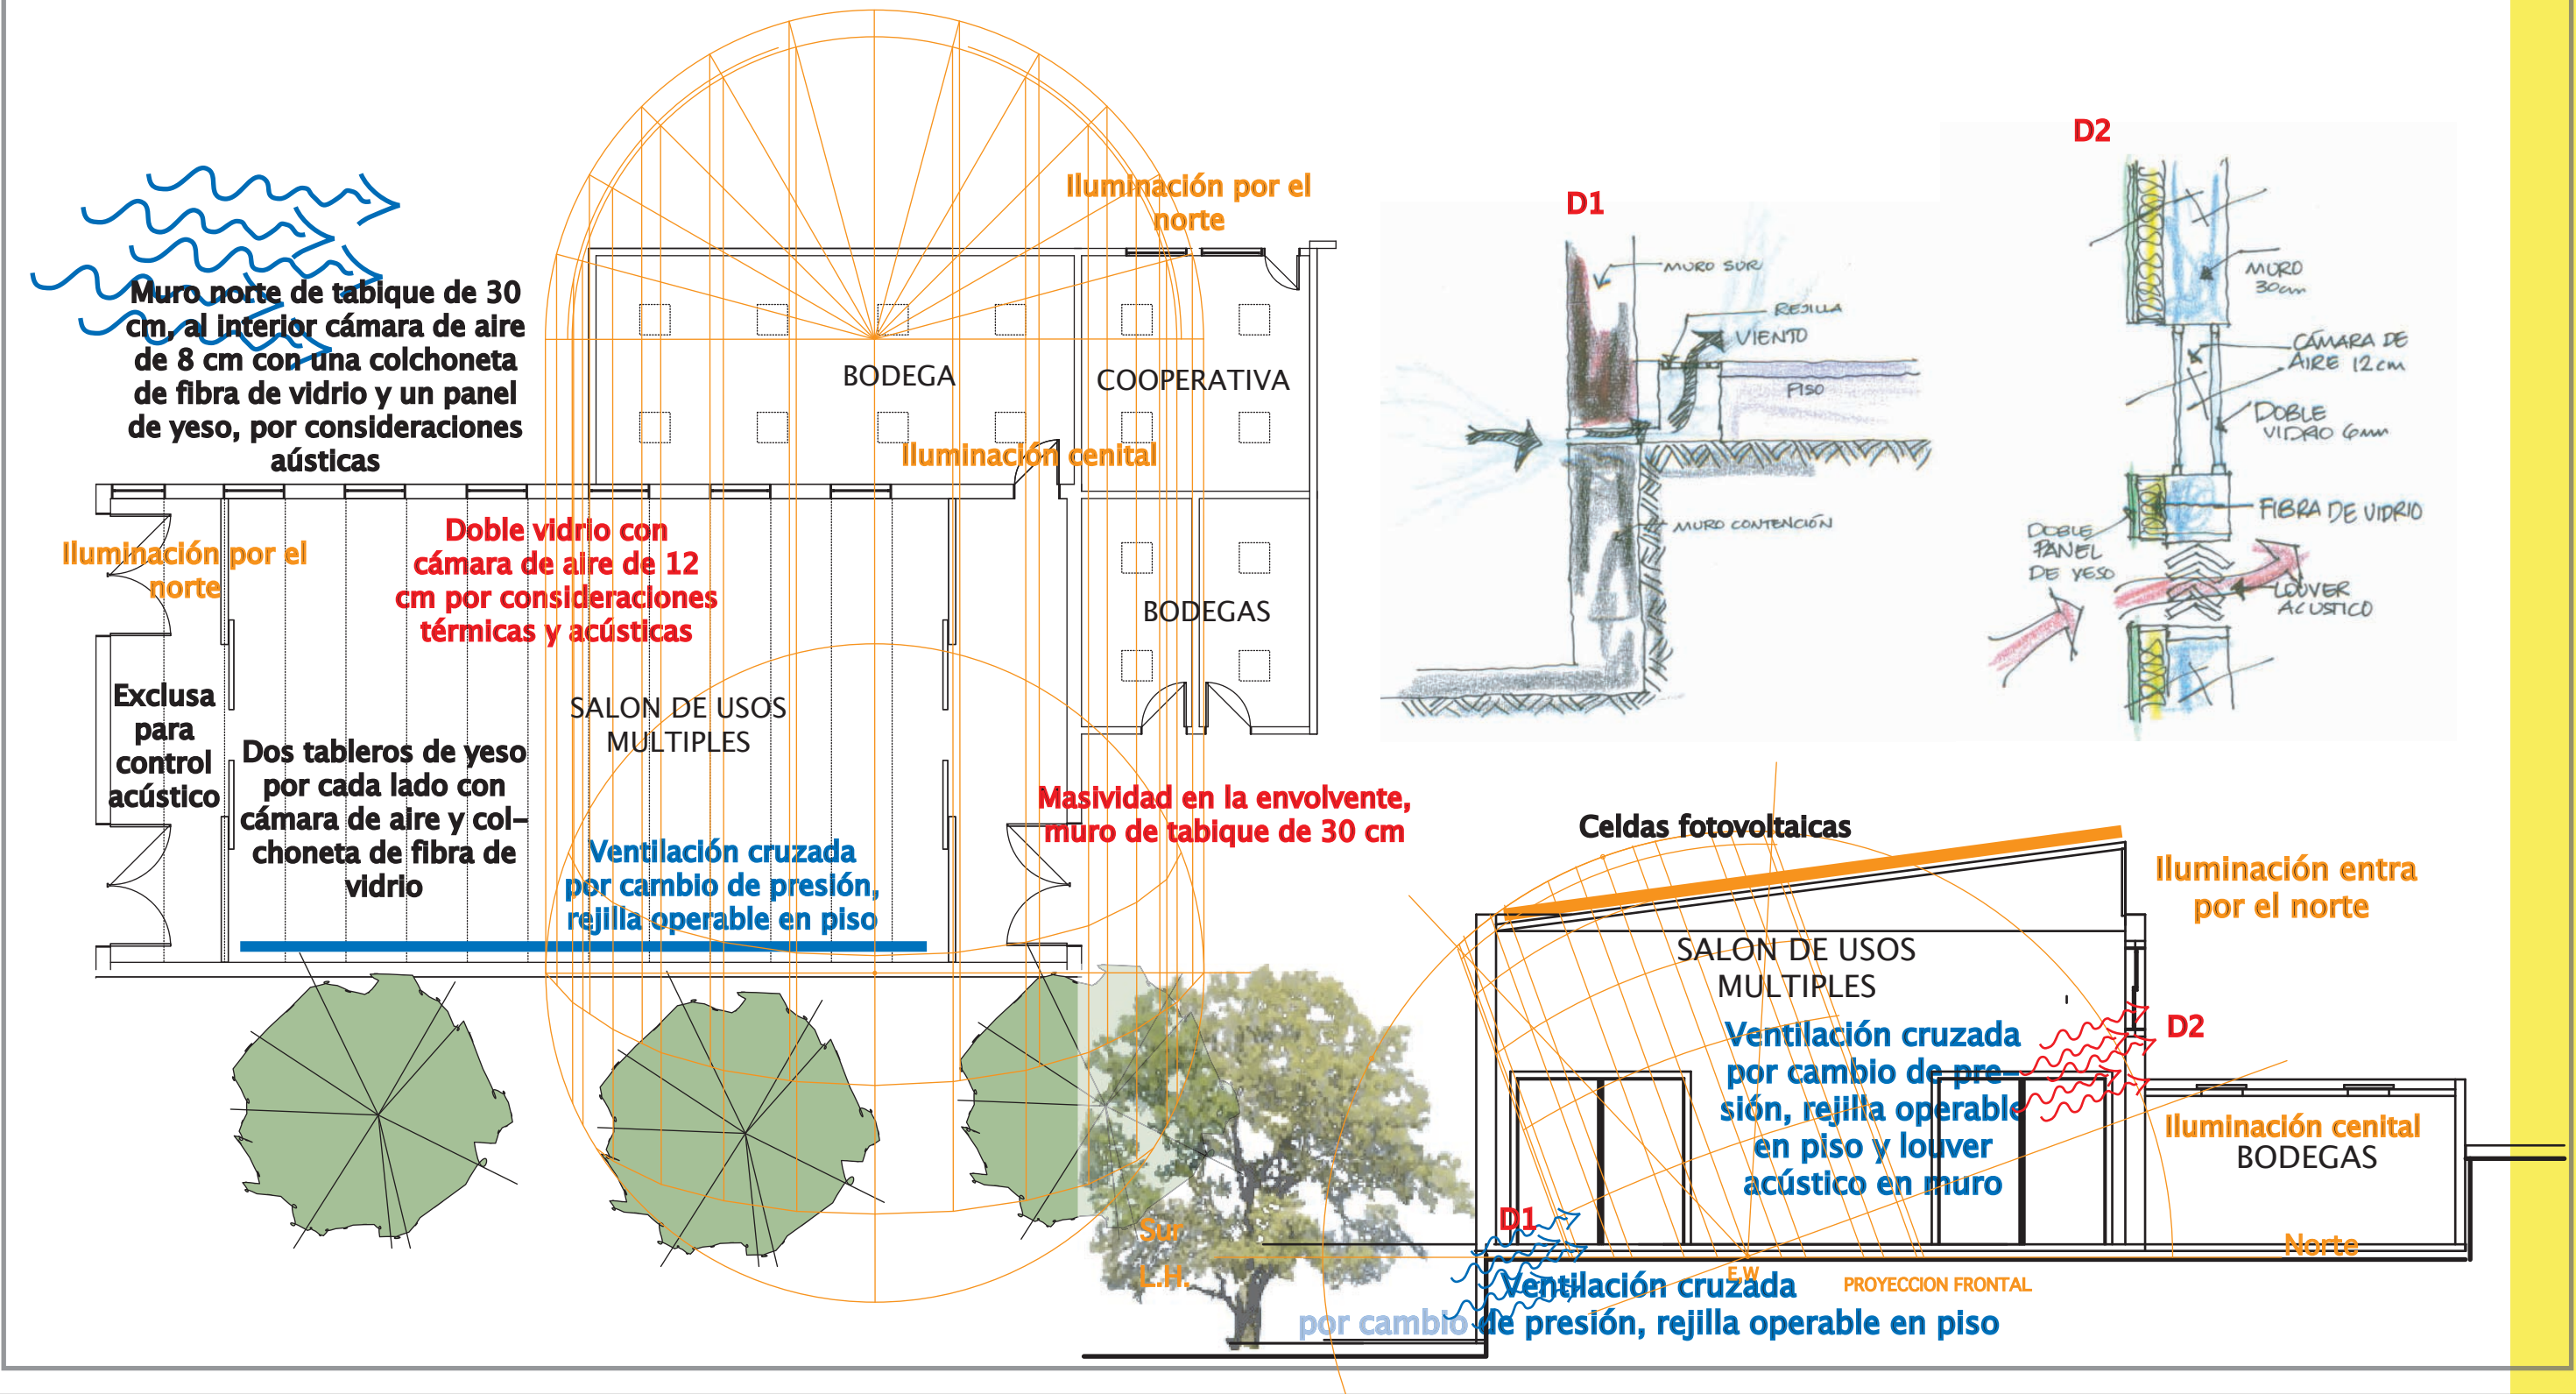 Iluminación por el
norte
Muro norte de tabique de 30
cm, al interior cámara de aire
de 8 cm con una colchoneta
de fibra de vidrio y un panel
de yeso, por consideraciones
aústicas
BODEGA
COOPERATIVA
Iluminación cenital
Iluminación por el
norte
Doble vidrio con
cámara de aire de 12
cm por consideraciones
térmicas y acústicas
BODEGAS
Exclusa
para
control
acústico
SALON DE USOS
MULTIPLES
Dos tableros de yeso
por cada lado con
cámara de aire y col-
choneta de fibra de
vidrio
Ventilación cruzada
por cambio de presión,
rejilla operable en piso
Masividad en la envolvente,
muro de tabique de 30 cm
D1
MURO SUR
REJILLA
VIENTO
PISO
MURO CONTENCIÓN
D2
MURO
30cm
CÁMARA DE
AIRE 12cm
DOBLE
VIDRIO 6mm
FIBRA DE VIDRIO
DOBLE
PANEL
DE YESO
LOUVER
ACUSTICO
Celdas fotovoltaicas
Iluminación entra
por el norte
SALON DE USOS
MULTIPLES
Ventilación cruzada
por cambio de pre-
sión, rejilla operable
en piso y louver
acústico en muro
D2
Iluminación cenital
BODEGAS
D1
Sur
L.H.
Norte
E,W
PROYECCION FRONTAL
Ventilación cruzada
por cambio de presión, rejilla operable en piso